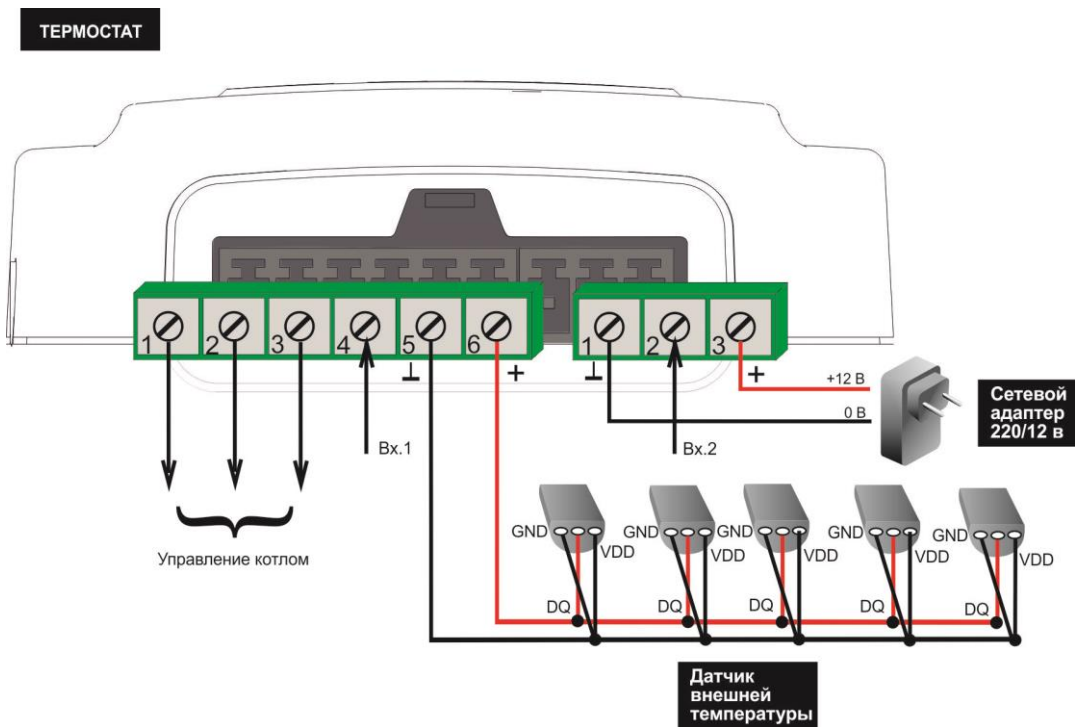 ТЕРМОСТАТ
1 2 3 4 5 6
⊥ +
1 2 3
⊥ +
+12 В
0 В
Сетевой
адаптер
220/12 в
Вх.1
Вх.2
Управление котлом
GND VDD GND VDD GND VDD GND VDD GND VDD
DQ DQ DQ DQ DQ
Датчик
внешней
температуры